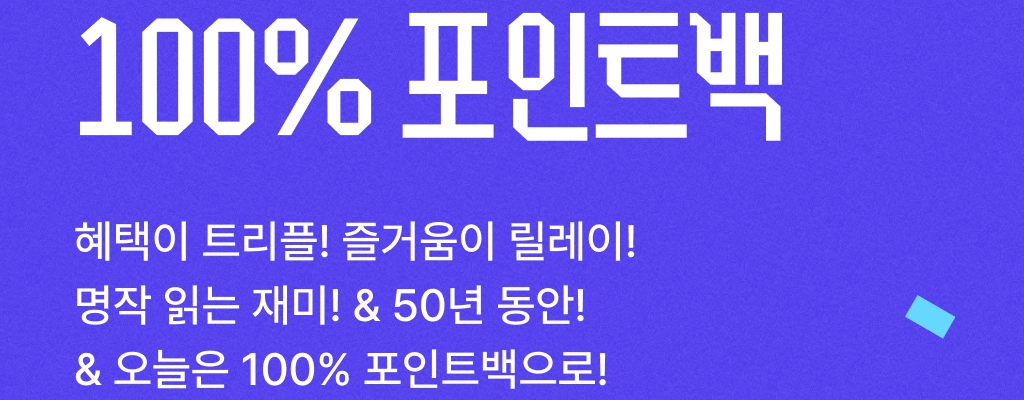 100% 포인트백
혜택이 트리플! 즐거움이 릴레이!
명작 읽는 재미! & 50년 동안!
& 오늘은 100% 포인트백으로!